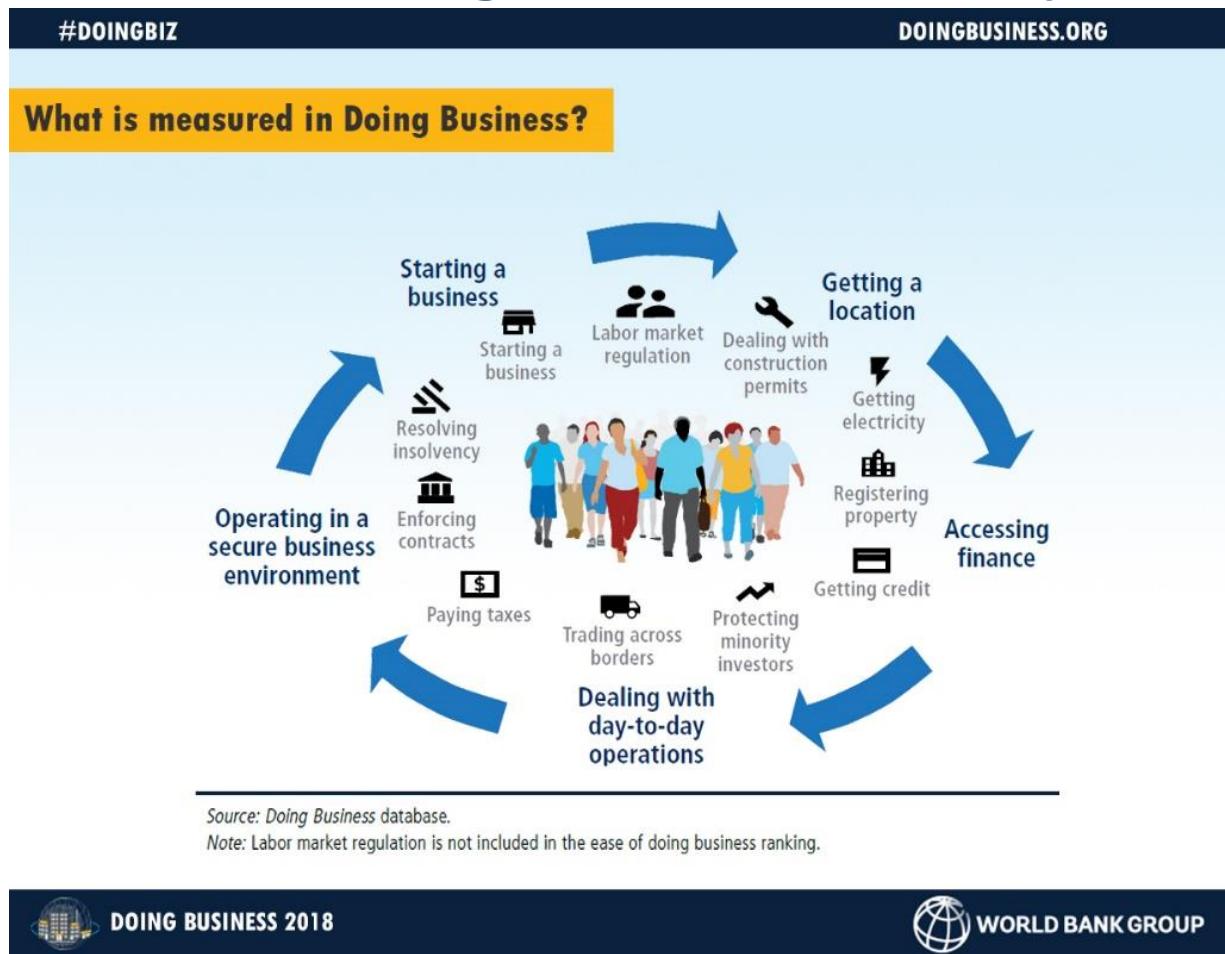 #DOINGBIZ
DOINGBUSINESS.ORG
What is measured in Doing Business?
Starting a
business
Starting a
business
Labor market
regulation
Dealing with
construction
permits
Getting a
location
Getting
electricity
Registering
property
Accessing
finance
Getting credit
Protecting
minority
investors
Trading across
borders
Dealing with
day-to-day
operations
Paying taxes
Enforcing
contracts
Operating in a
secure business
environment
Resolving
insolvency
$
Source: Doing Business database.
Note: Labor market regulation is not included in the ease of doing business ranking.
DOING BUSINESS 2018
WORLD BANK GROUP